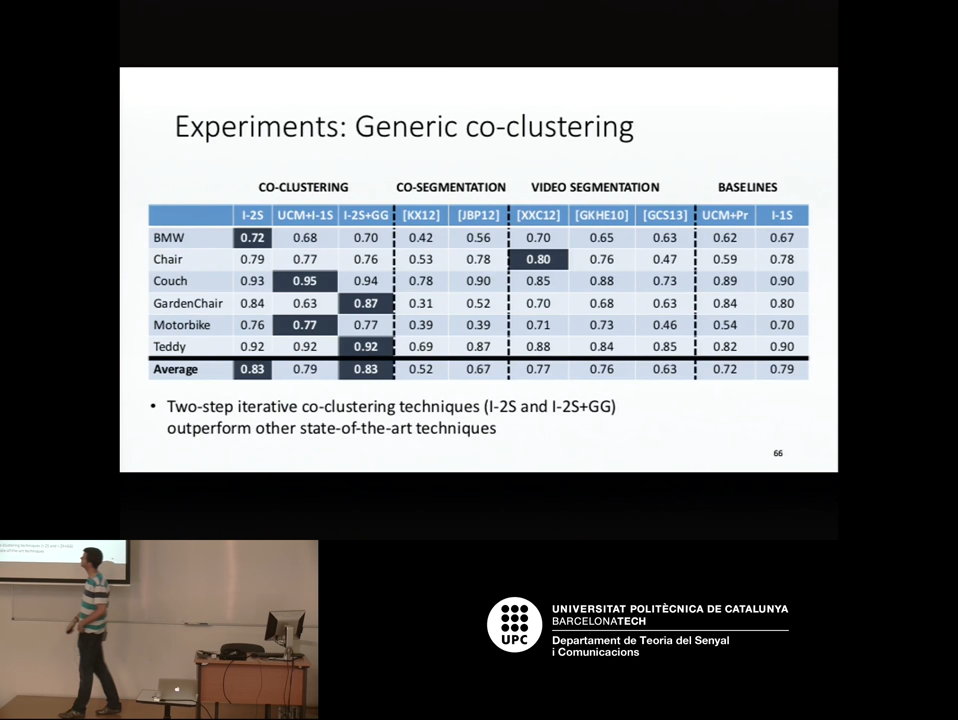 Experiments: Generic co-clustering
CO-CLUSTERING CO-SEGMENTATION VIDEO SEGMENTATION BASELINES
I-2S UCM+I-1S I-2S+GG [KX12] [JBP12] [XXC12] [GKHE10] [GCS13] UCM+Pr I-1S
BMW 0.72 0.68 0.70 0.42 0.56 0.70 0.65 0.63 0.62 0.67
Chair 0.79 0.77 0.76 0.53 0.78 0.80 0.76 0.47 0.59 0.78
Couch 0.93 0.95 0.94 0.78 0.90 0.85 0.88 0.73 0.89 0.90
GardenChair 0.84 0.63 0.87 0.31 0.52 0.70 0.68 0.63 0.84 0.80
Motorbike 0.76 0.77 0.77 0.39 0.39 0.71 0.73 0.46 0.54 0.70
Teddy 0.92 0.92 0.92 0.69 0.87 0.88 0.84 0.85 0.82 0.90
Average 0.83 0.79 0.83 0.52 0.67 0.77 0.76 0.63 0.72 0.79
• Two-step iterative co-clustering techniques (I-2S and I-2S+GG)
outperform other state-of-the-art techniques
66
UPC
UNIVERSITAT POLITÈCNICA DE CATALUNYA
BARCELONATECH
Departament de Teoria del Senyal
i Comunicacions